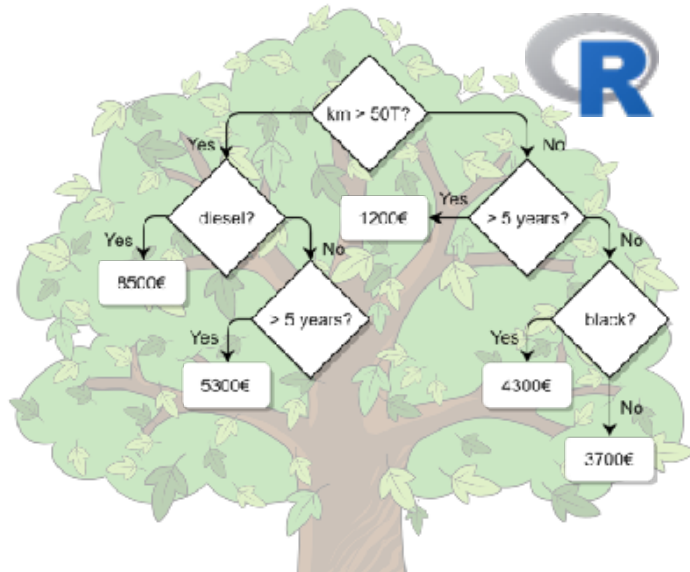 R
km > 50T?
Yes
No
diesel?
1200€
Yes
> 5 years?
Yes
No
No
8500€
> 5 years?
black?
Yes
Yes
5300€
4300€
No
3700€